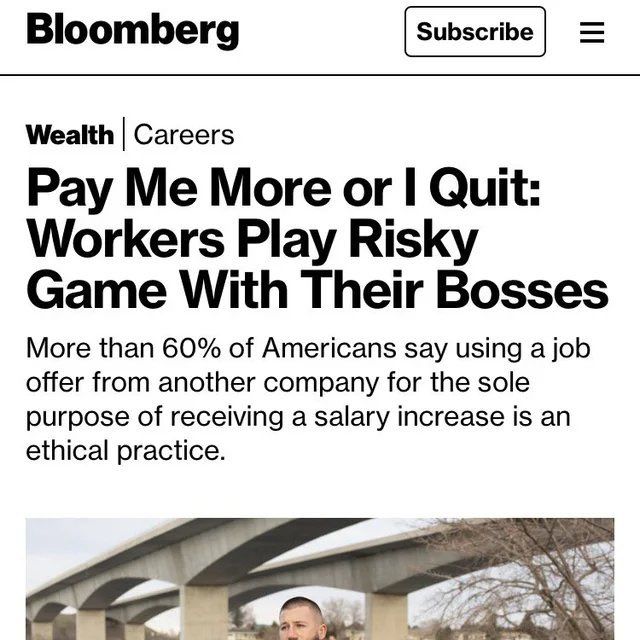 Bloomberg
Subscribe
Wealth | Careers
Pay Me More or I Quit:
Workers Play Risky
Game With Their Bosses
More than 60% of Americans say using a job
offer from another company for the sole
purpose of receiving a salary increase is an
ethical practice.